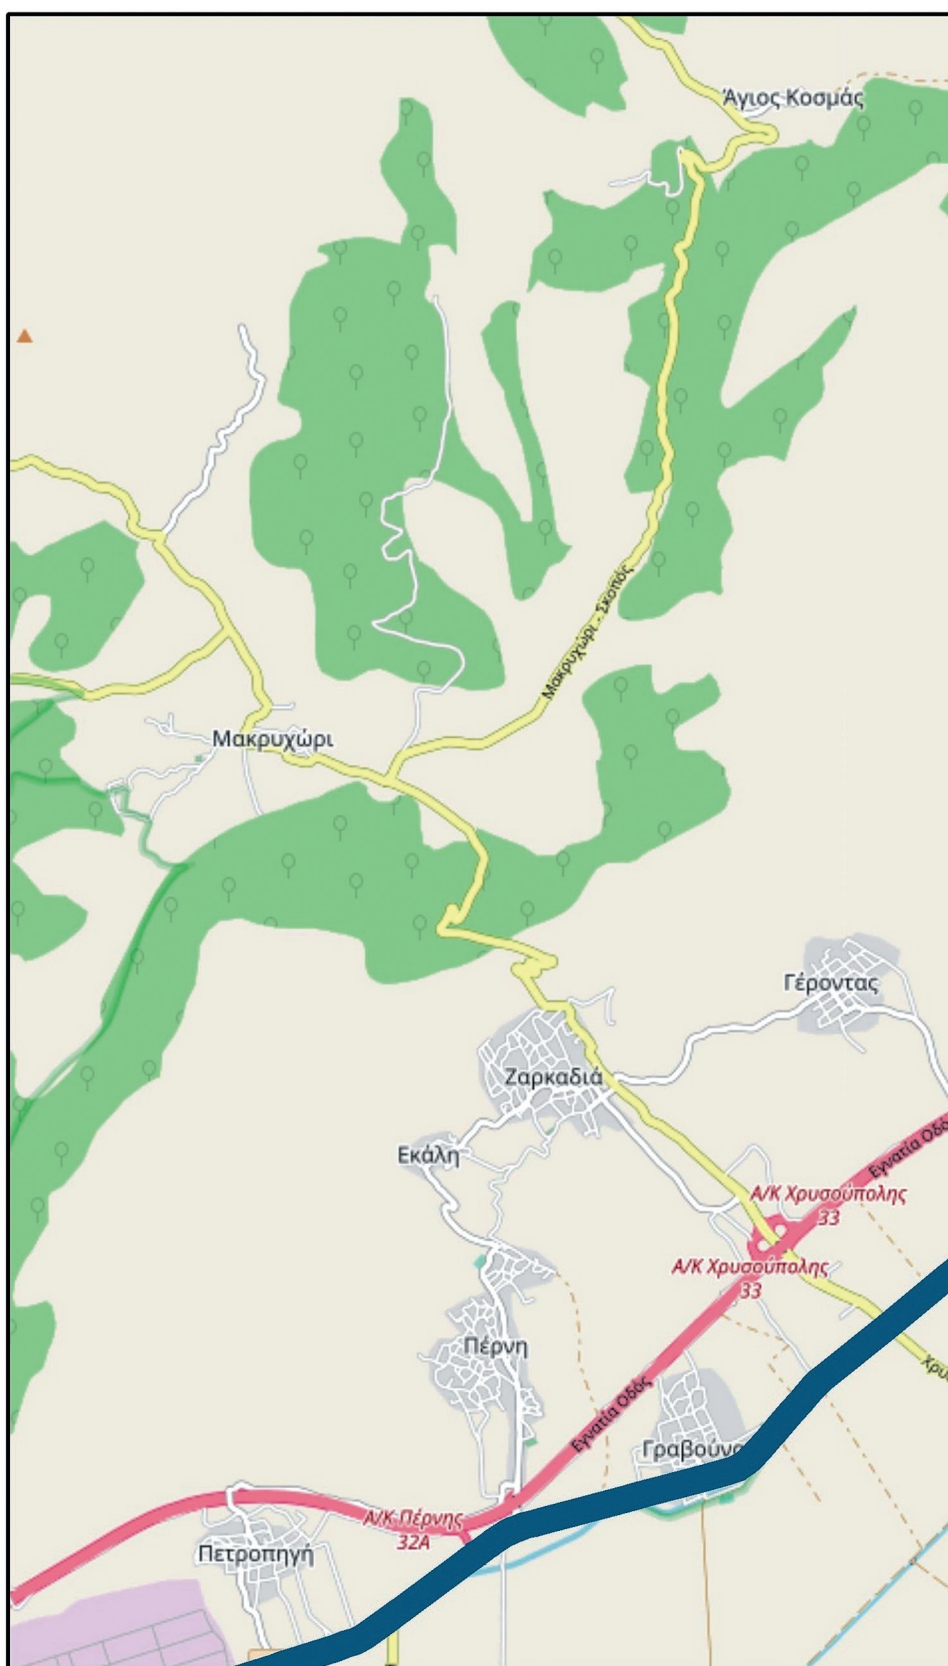 Άγιος Κοσμάς
Μακρυχώρι - Σκοπός
Μακρυχώρι
Γέροντας
Ζαρκαδιά
Εκάλη
Εγνατία Οδός
Α/Κ Χρυσούπολης
33
Α/Κ Χρυσούπολης
33
Πέρνη
Εγνατία Οδός
Γραβούνα
Α/Κ Πέρνης
32Α
Πετροπηγή